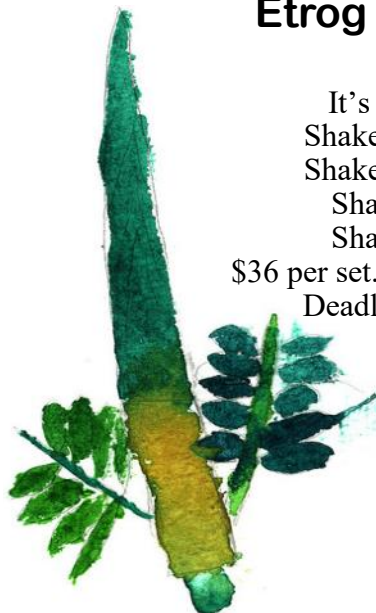 Etrog
It’s
Shake
Shake
Sha
Sha
$36 per set.
Deadl